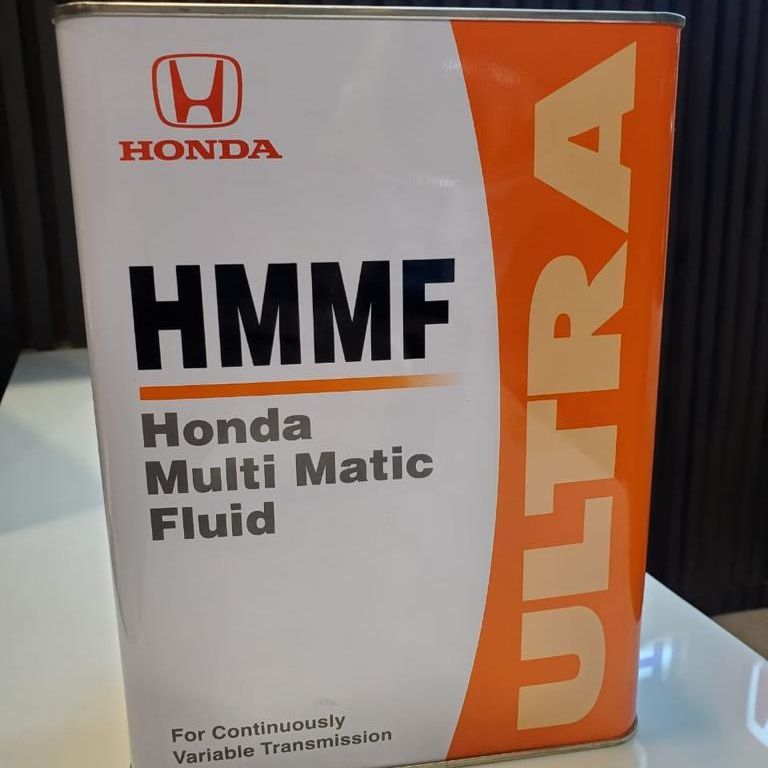 HONDA
HMMF
Honda
Multi Matic
Fluid
For Continuously
Variable Transmission
ULTRA